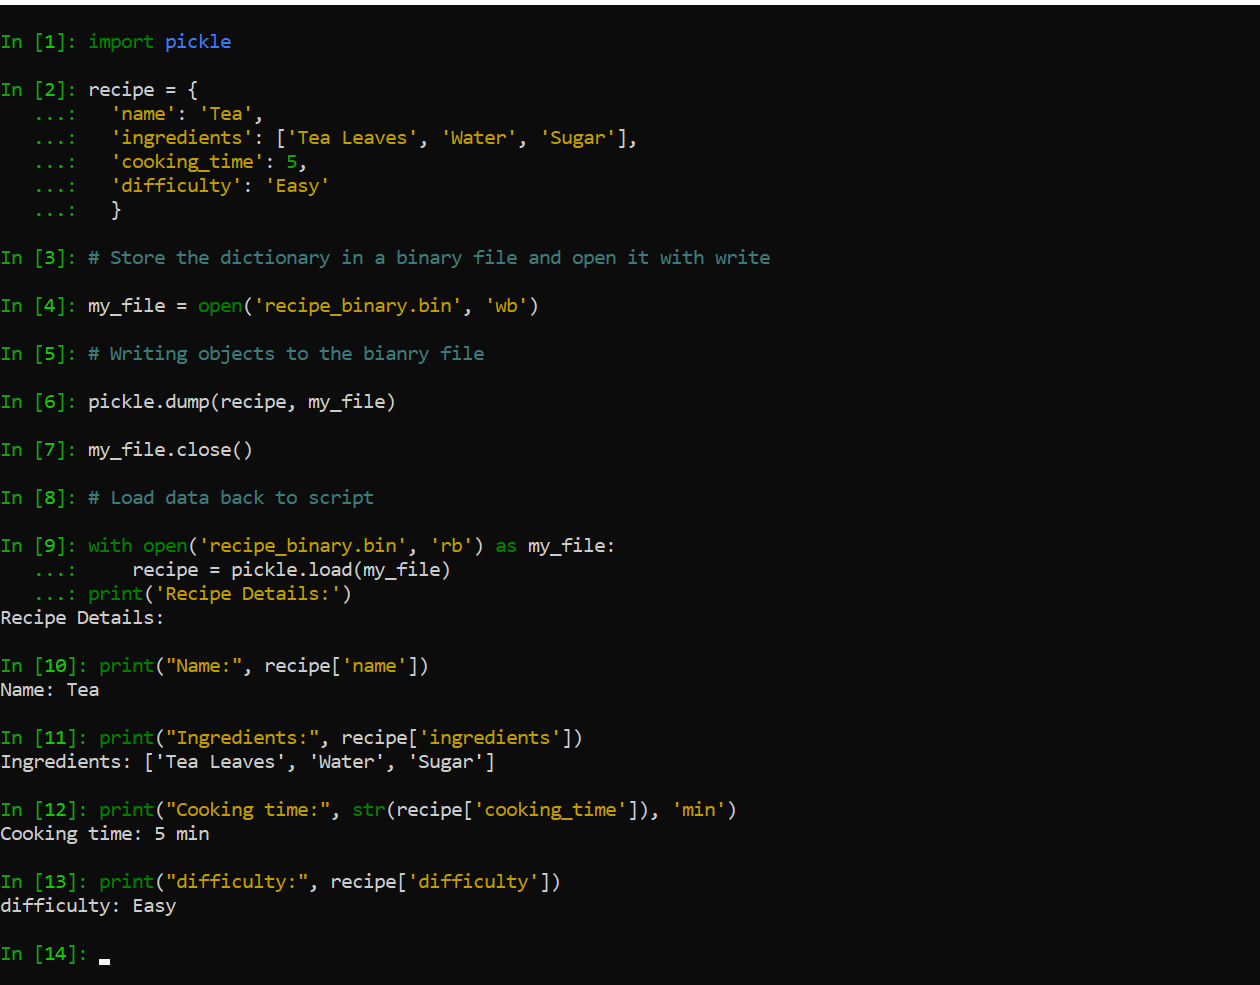 In [1]: import pickle
In [2]: recipe = {
...: 'name': 'Tea',
...: 'ingredients': ['Tea Leaves', 'Water', 'Sugar'],
...: 'cooking_time': 5,
...: 'difficulty': 'Easy'
...: }
In [3]: # Store the dictionary in a binary file and open it with write
In [4]: my_file = open('recipe_binary.bin', 'wb')
In [5]: # Writing objects to the bianry file
In [6]: pickle.dump(recipe, my_file)
In [7]: my_file.close()
In [8]: # Load data back to script
In [9]: with open('recipe_binary.bin', 'rb') as my_file:
...: recipe = pickle.load(my_file)
...: print('Recipe Details:')
Recipe Details:
In [10]: print("Name:", recipe['name'])
Name: Tea
In [11]: print("Ingredients:", recipe['ingredients'])
Ingredients: ['Tea Leaves', 'Water', 'Sugar']
In [12]: print("Cooking time:", str(recipe['cooking_time']), 'min')
Cooking time: 5 min
In [13]: print("difficulty:", recipe['difficulty'])
difficulty: Easy
In [14]: